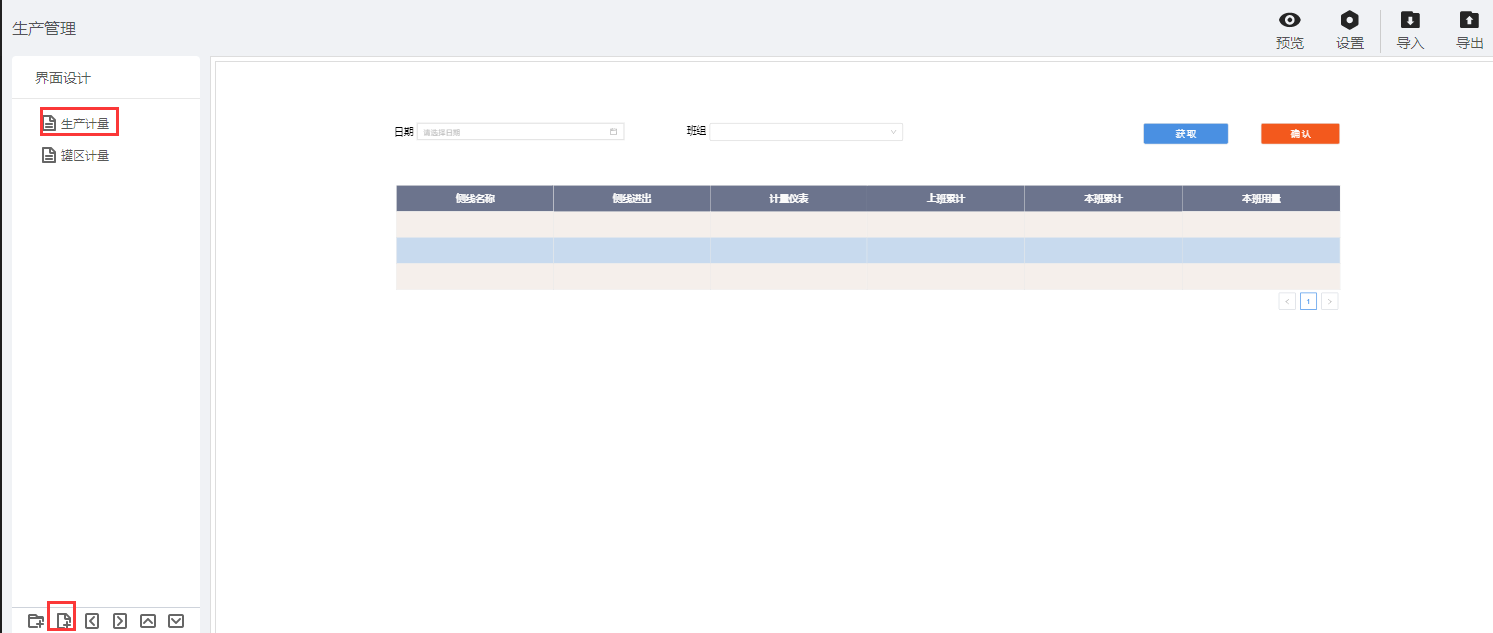 生产管理
预览 设置 导入 导出
界面设计
生产计量
罐区计量
日期 请选择日期 班组 获取 确认
侧线名称 侧线进出 计量仪表 上班累计 本班累计 本班用量
< 1 >